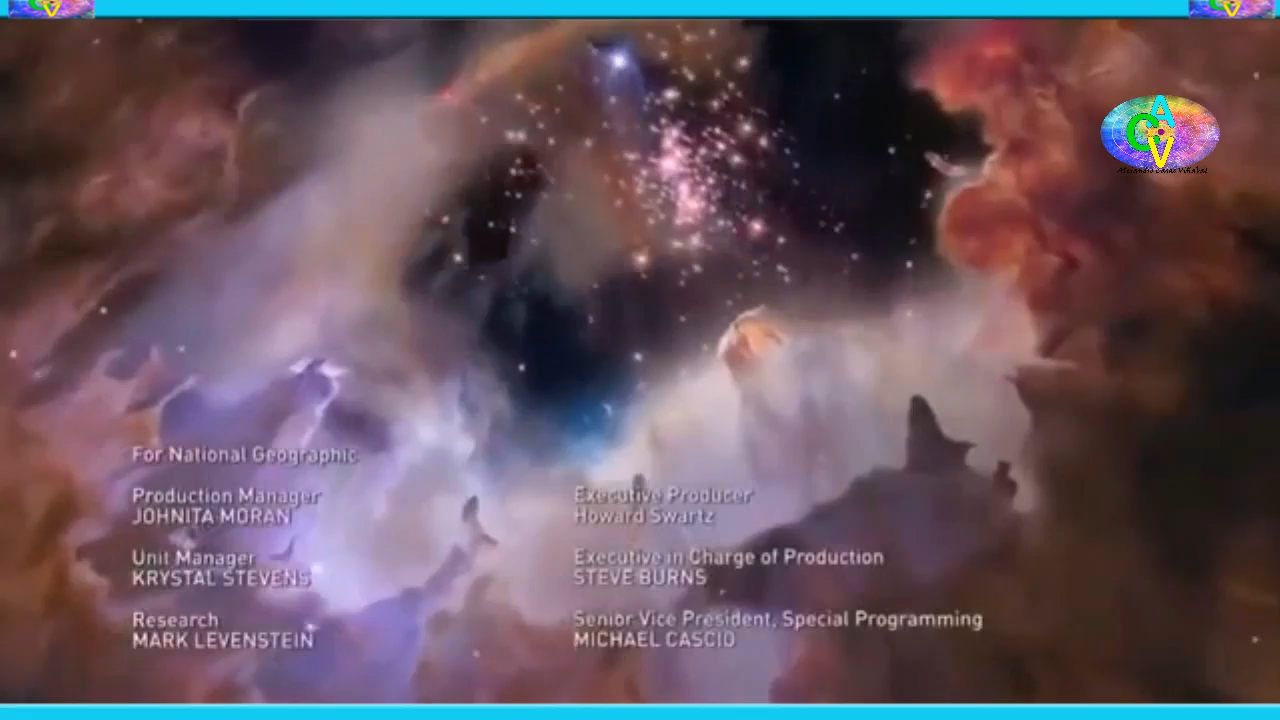 CAV
For National Geographic
Production Manager
JOHNITA MORAN
Unit Manager
KRYSTAL STEVENS
Research
MARK LEVENSTEIN
Executive Producer
Howard Swartz
Executive in Charge of Production
STEVE BURNS
Senior Vice President, Special Programming
MICHAEL CASCIO